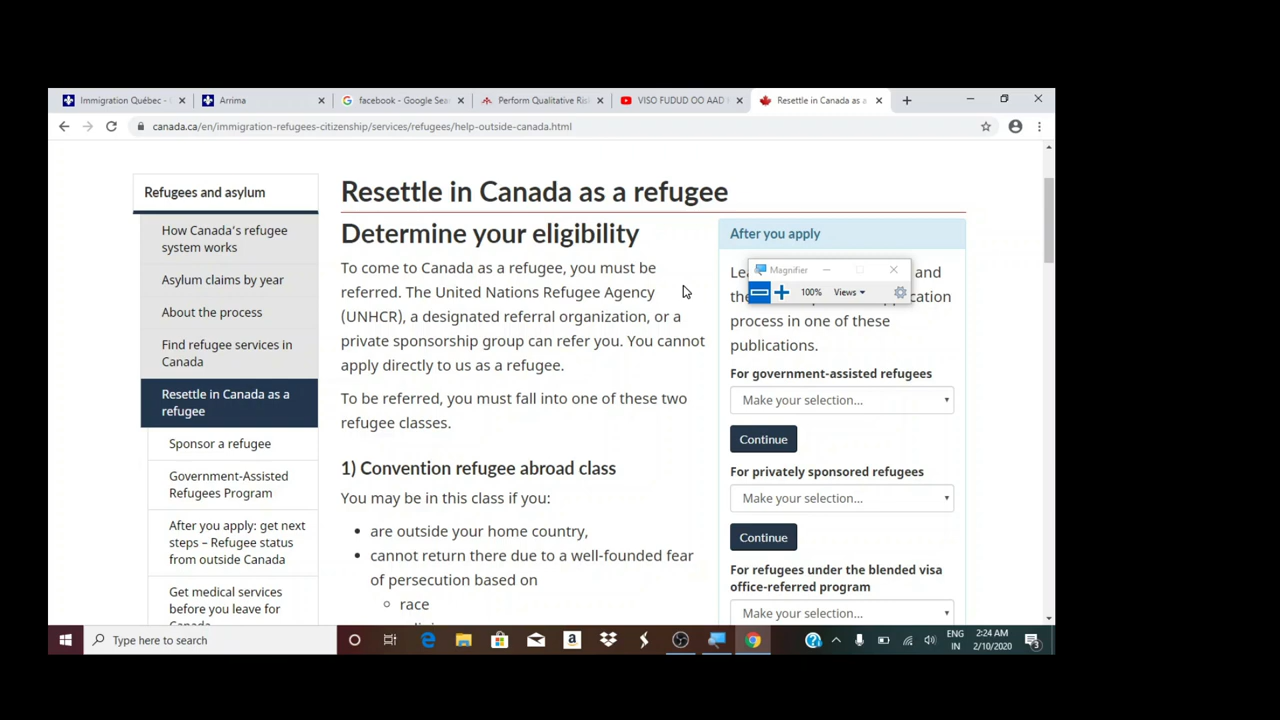 Immigration Québec -
Arrima
facebook - Google Sea
Perform Qualitative Ris
VISO FUDUD OO AAD
Resettle in Canada as a
canada.ca/en/immigration-refugees-citizenship/services/refugees/help-outside-canada.html
Refugees and asylum
How Canada's refugee
system works
Asylum claims by year
About the process
Find refugee services in
Canada
Resettle in Canada as a
refugee
Sponsor a refugee
Government-Assisted
Refugees Program
After you apply: get next
steps – Refugee status
from outside Canada
Get medical services
before you leave for
Canada
Resettle in Canada as a refugee
Determine your eligibility
To come to Canada as a refugee, you must be
referred. The United Nations Refugee Agency
(UNHCR), a designated referral organization, or a
private sponsorship group can refer you. You cannot
apply directly to us as a refugee.
To be referred, you must fall into one of these two
refugee classes.
1) Convention refugee abroad class
You may be in this class if you:
• are outside your home country,
• cannot return there due to a well-founded fear
of persecution based on
○ race
After you apply
and
Magnifier
100% Views
process in one of these
publications.
For government-assisted refugees
Make your selection...
Continue
For privately sponsored refugees
Make your selection...
Continue
For refugees under the blended visa
office-referred program
Make your selection...
Type here to search
ENG
IN
2:24 AM
2/10/2020
3